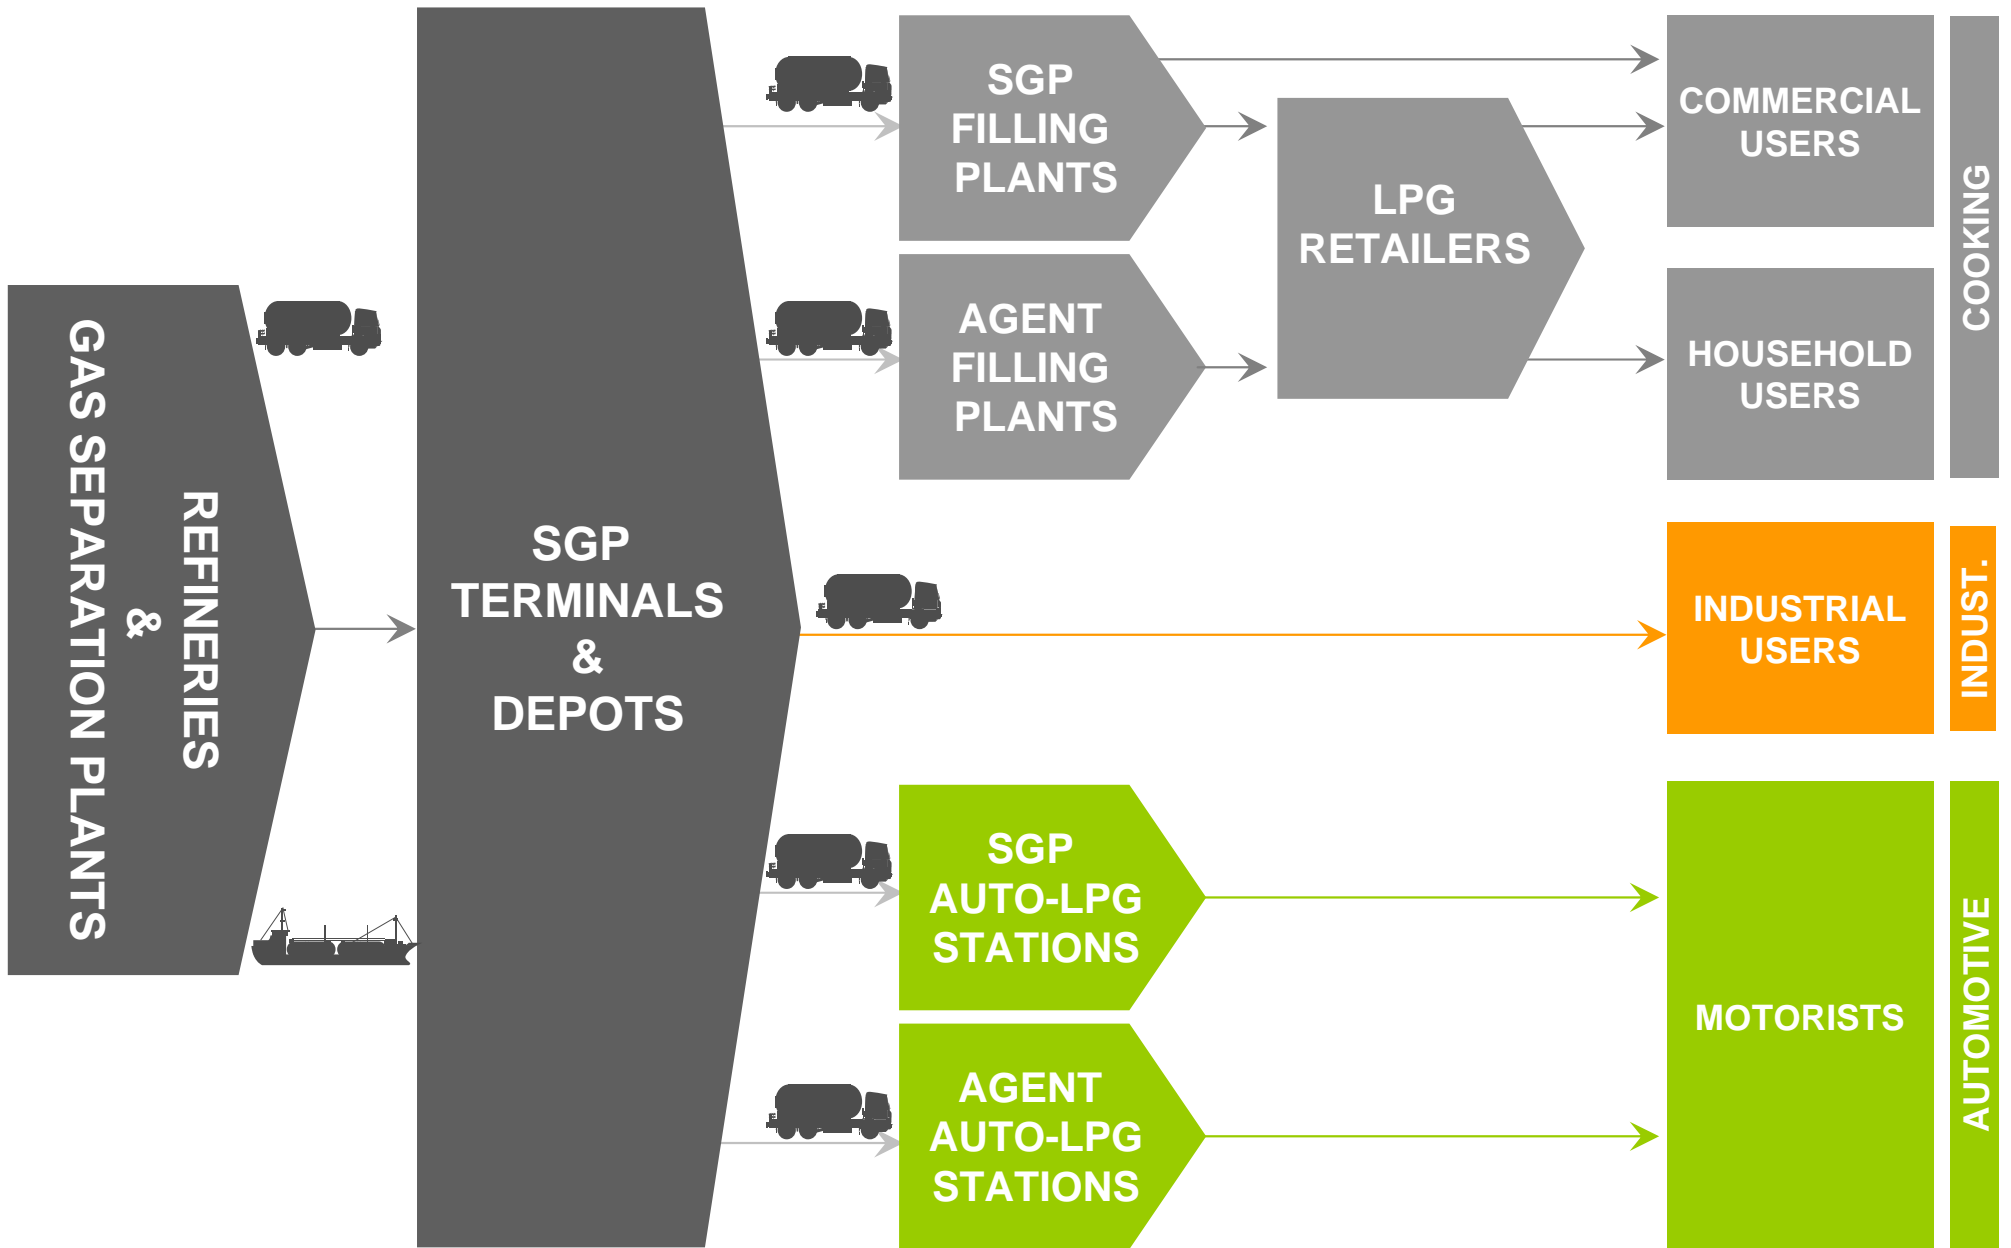 REFINERIES
&
GAS SEPARATION PLANTS
SGP
TERMINALS
&
DEPOTS
SGP
FILLING
PLANTS
AGENT
FILLING
PLANTS
LPG
RETAILERS
COMMERCIAL
USERS
HOUSEHOLD
USERS
COOKING
INDUSTRIAL
USERS
INDUST.
SGP
AUTO-LPG
STATIONS
AGENT
AUTO-LPG
STATIONS
MOTORISTS
AUTOMOTIVE